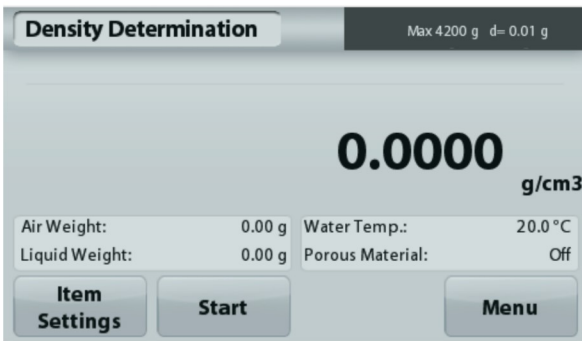 Density Determination
Max 4200 g d= 0.01 g
0.0000
g/cm3
Air Weight: 0.00 g Water Temp.: 20.0 °C
Liquid Weight: 0.00 g Porous Material: Off
Item Settings
Start
Menu